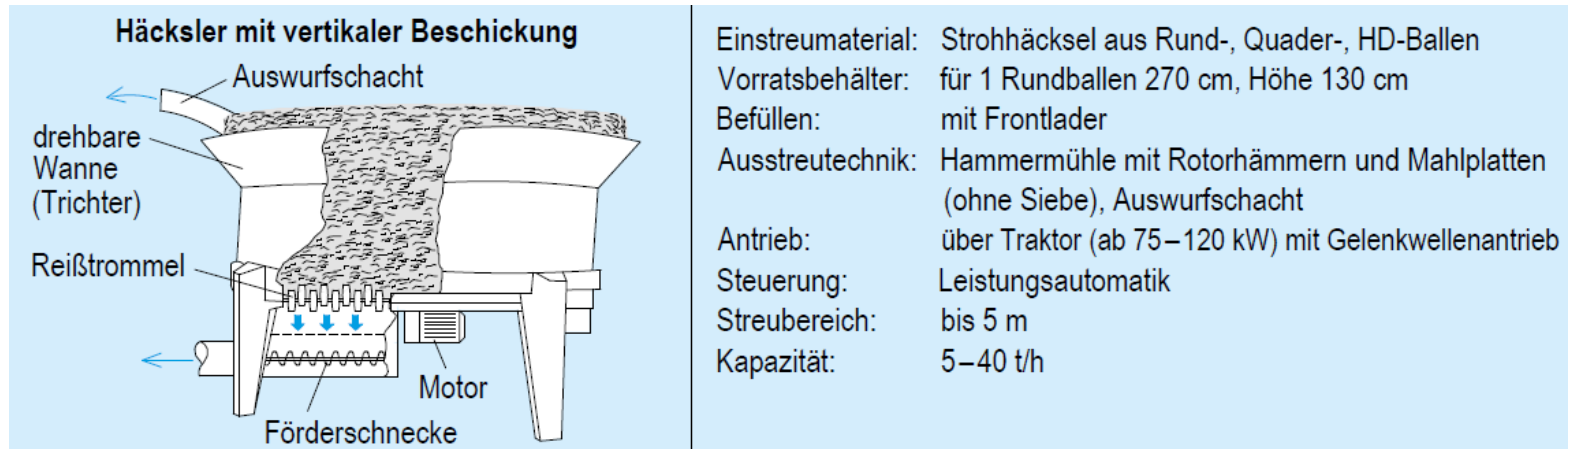 Häcksler mit vertikaler Beschickung
Auswurfschacht
drehbare
Wanne
(Trichter)
Reißtrommel
Motor
Förderschnecke
Einstreumaterial: Strohhäcksel aus Rund-, Quader-, HD-Ballen
Vorratsbehälter: für 1 Rundballen 270 cm, Höhe 130 cm
Befüllen: mit Frontlader
Ausstreutechnik: Hammermühle mit Rotorhämmern und Mahlplatten
(ohne Siebe), Auswurfschacht
Antrieb: über Traktor (ab 75–120 kW) mit Gelenkwellenantrieb
Steuerung: Leistungsautomatik
Streubereich: bis 5 m
Kapazität: 5–40 t/h